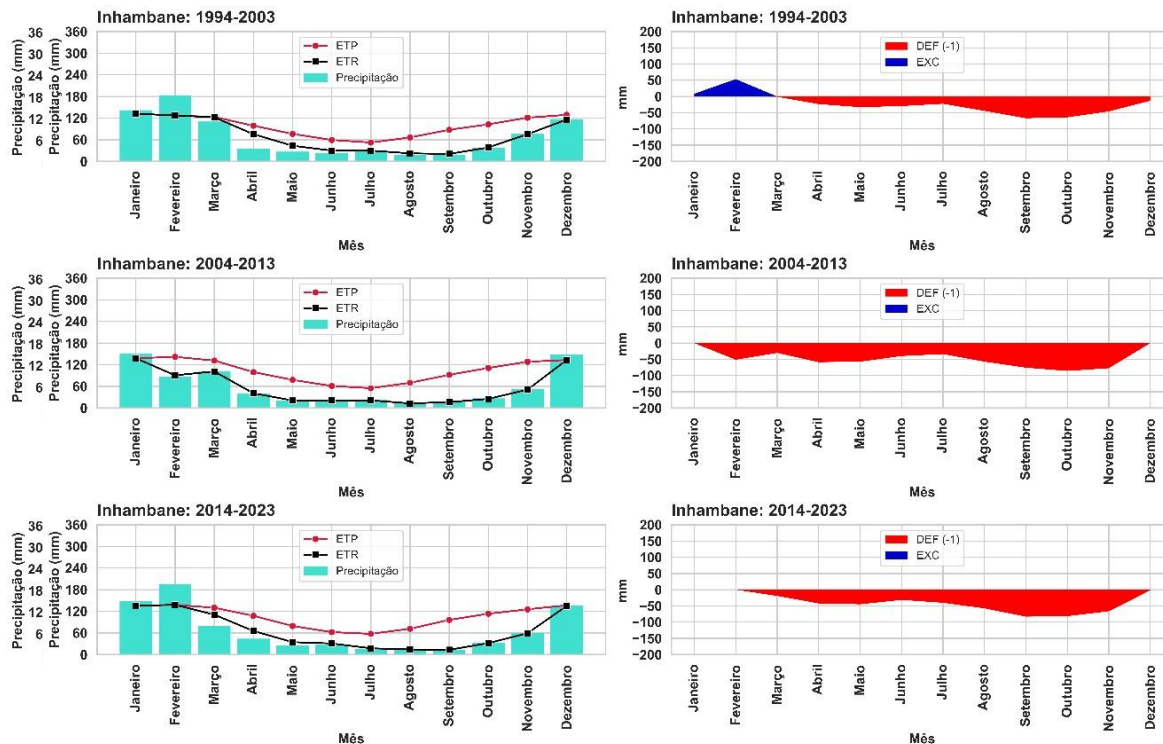 Inhambane: 1994-2003
36 360
300
24 240
18 180
12 120
6 60
0
Precipitação (mm)
Precipitação (mm)
ETP
ETR
Precipitação
Janeiro
Fevereiro
Março
Abril
Maio
Junho
Julho
Agosto
Setembro
Outubro
Novembro
Dezembro
Mês
Inhambane: 1994-2003
200
150
100
50
0
−50
−100
−150
−200
mm
DEF (-1)
EXC
Janeiro
Fevereiro
Março
Abril
Maio
Junho
Julho
Agosto
Setembro
Outubro
Novembro
Dezembro
Mês
Inhambane: 2004-2013
36 360
30 300
24 240
18 180
12 120
6 60
0
Precipitação (mm)
Precipitação (mm)
ETP
ETR
Precipitação
Janeiro
Fevereiro
Março
Abril
Maio
Junho
Julho
Agosto
Setembro
Outubro
Novembro
Dezembro
Mês
Inhambane: 2004-2013
200
150
100
50
0
−50
−100
−150
−200
mm
DEF (-1)
EXC
Janeiro
Fevereiro
Março
Abril
Maio
Junho
Julho
Agosto
Setembro
Outubro
Novembro
Dezembro
Mês
Inhambane: 2014-2023
36 360
30 300
24 240
18 180
12 120
6 60
0
Precipitação (mm)
Precipitação (mm)
ETP
ETR
Precipitação
Janeiro
Fevereiro
Março
Abril
Maio
Junho
Julho
Agosto
Setembro
Outubro
Novembro
Dezembro
Mês
Inhambane: 2014-2023
200
150
100
50
0
−50
−100
−150
−200
mm
DEF (-1)
EXC
Janeiro
Fevereiro
Março
Abril
Maio
Junho
Julho
Agosto
Setembro
Outubro
Novembro
Dezembro
Mês